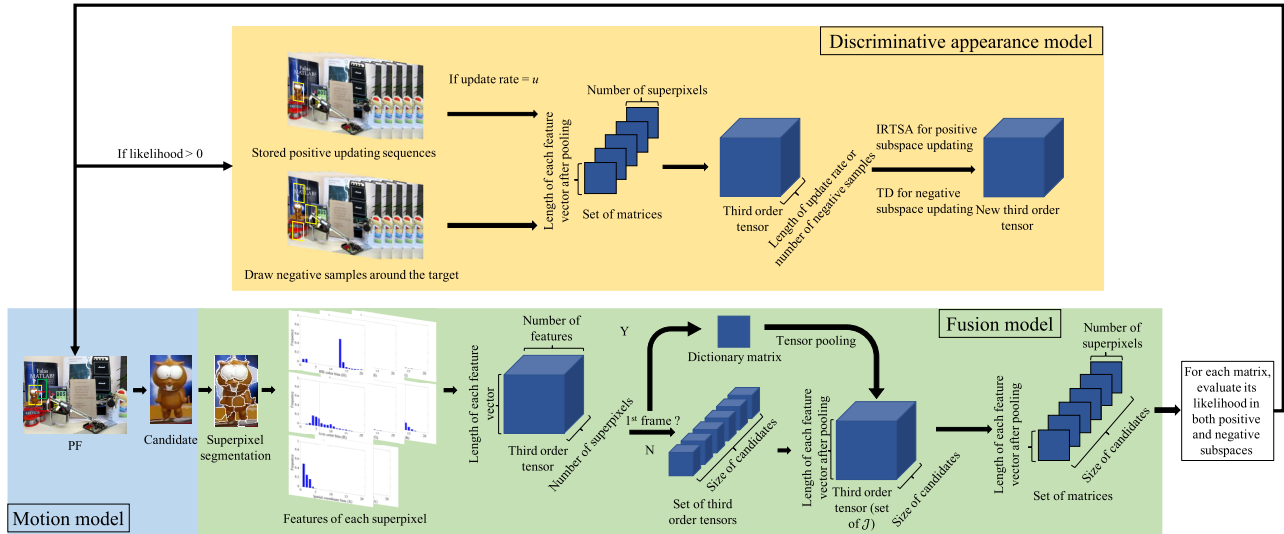 Discriminative appearance model
If update rate = u
Stored positive updating sequences
If likelihood > 0
Draw negative samples around the target
Number of superpixels
Length of each feature
vector after pooling
Set of matrices
Third order
tensor
Length of update rate or
number of negative samples
IRTSA for positive
subspace updating
TD for negative
subspace updating
New third order
tensor
Fusion model
Motion model
PF
Candidate
Superpixel
segmentation
Features of each superpixel
Number of
features
Length of each feature
vector
Third order
tensor
Number of superpixels
Y
1st frame ?
N
Dictionary matrix
Tensor pooling
Size of candidates
Set of third
order tensors
Length of each feature
vector after pooling
Third order
tensor (set
of 𝒥)
Size of candidates
Number of
superpixels
Length of each feature
vector after pooling
Size of candidates
Set of matrices
For each matrix,
evaluate its
likelihood in
both positive
and negative
subspaces